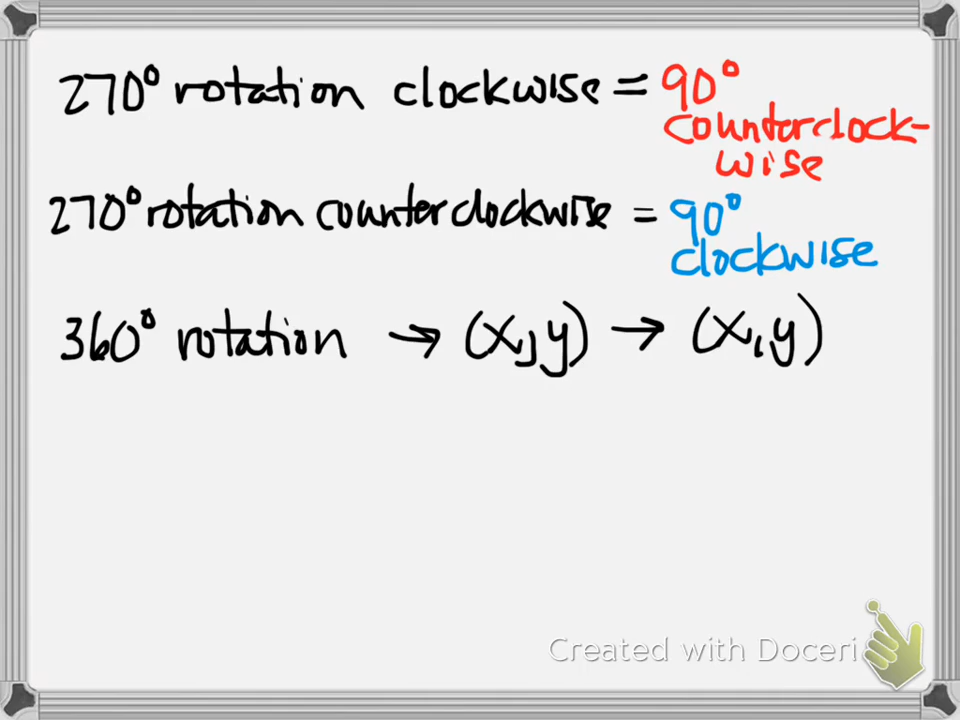 270° rotation clockwise = 90°
counterclock-
wise
270° rotation counterclockwise = 90°
clockwise
360° rotation → (x,y) → (x,y)
Created with Doceri